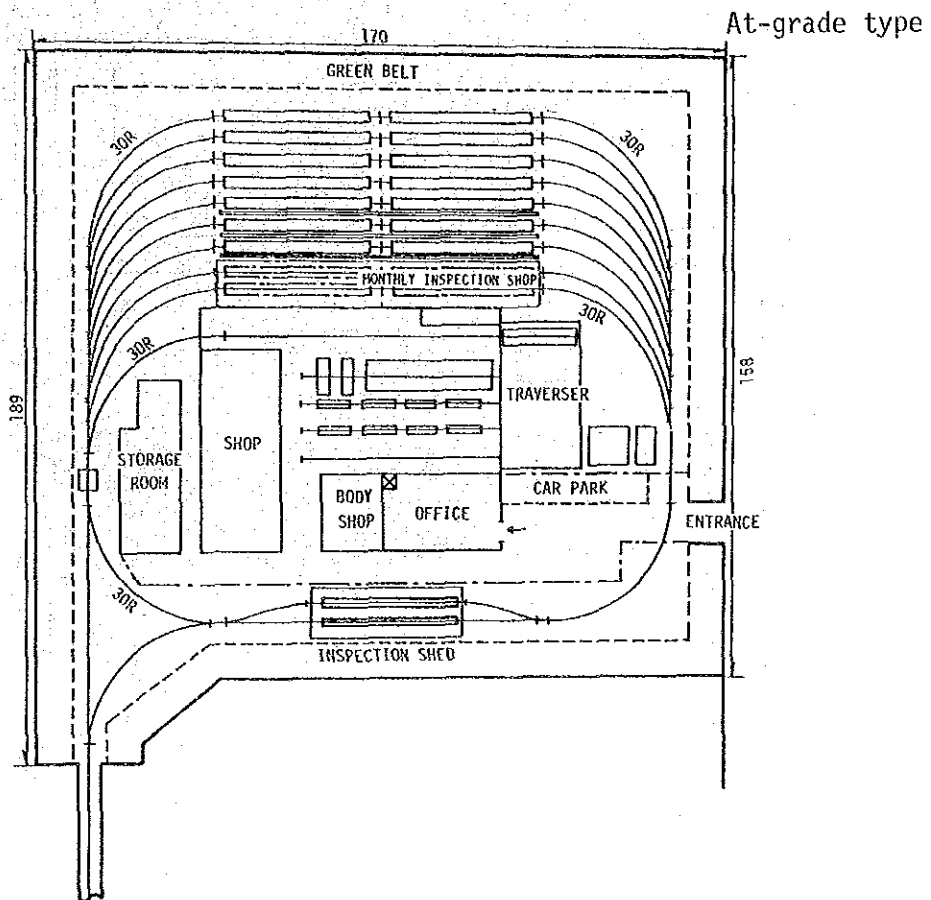 At-grade type
170
GREEN BELT
30R
30R
MONTHLY INSPECTION SHOP
30R
30R
189
158
TRAVERSER
STORAGE
ROOM
SHOP
BODY
SHOP
OFFICE
CAR PARK
ENTRANCE
30R
INSPECTION SHED